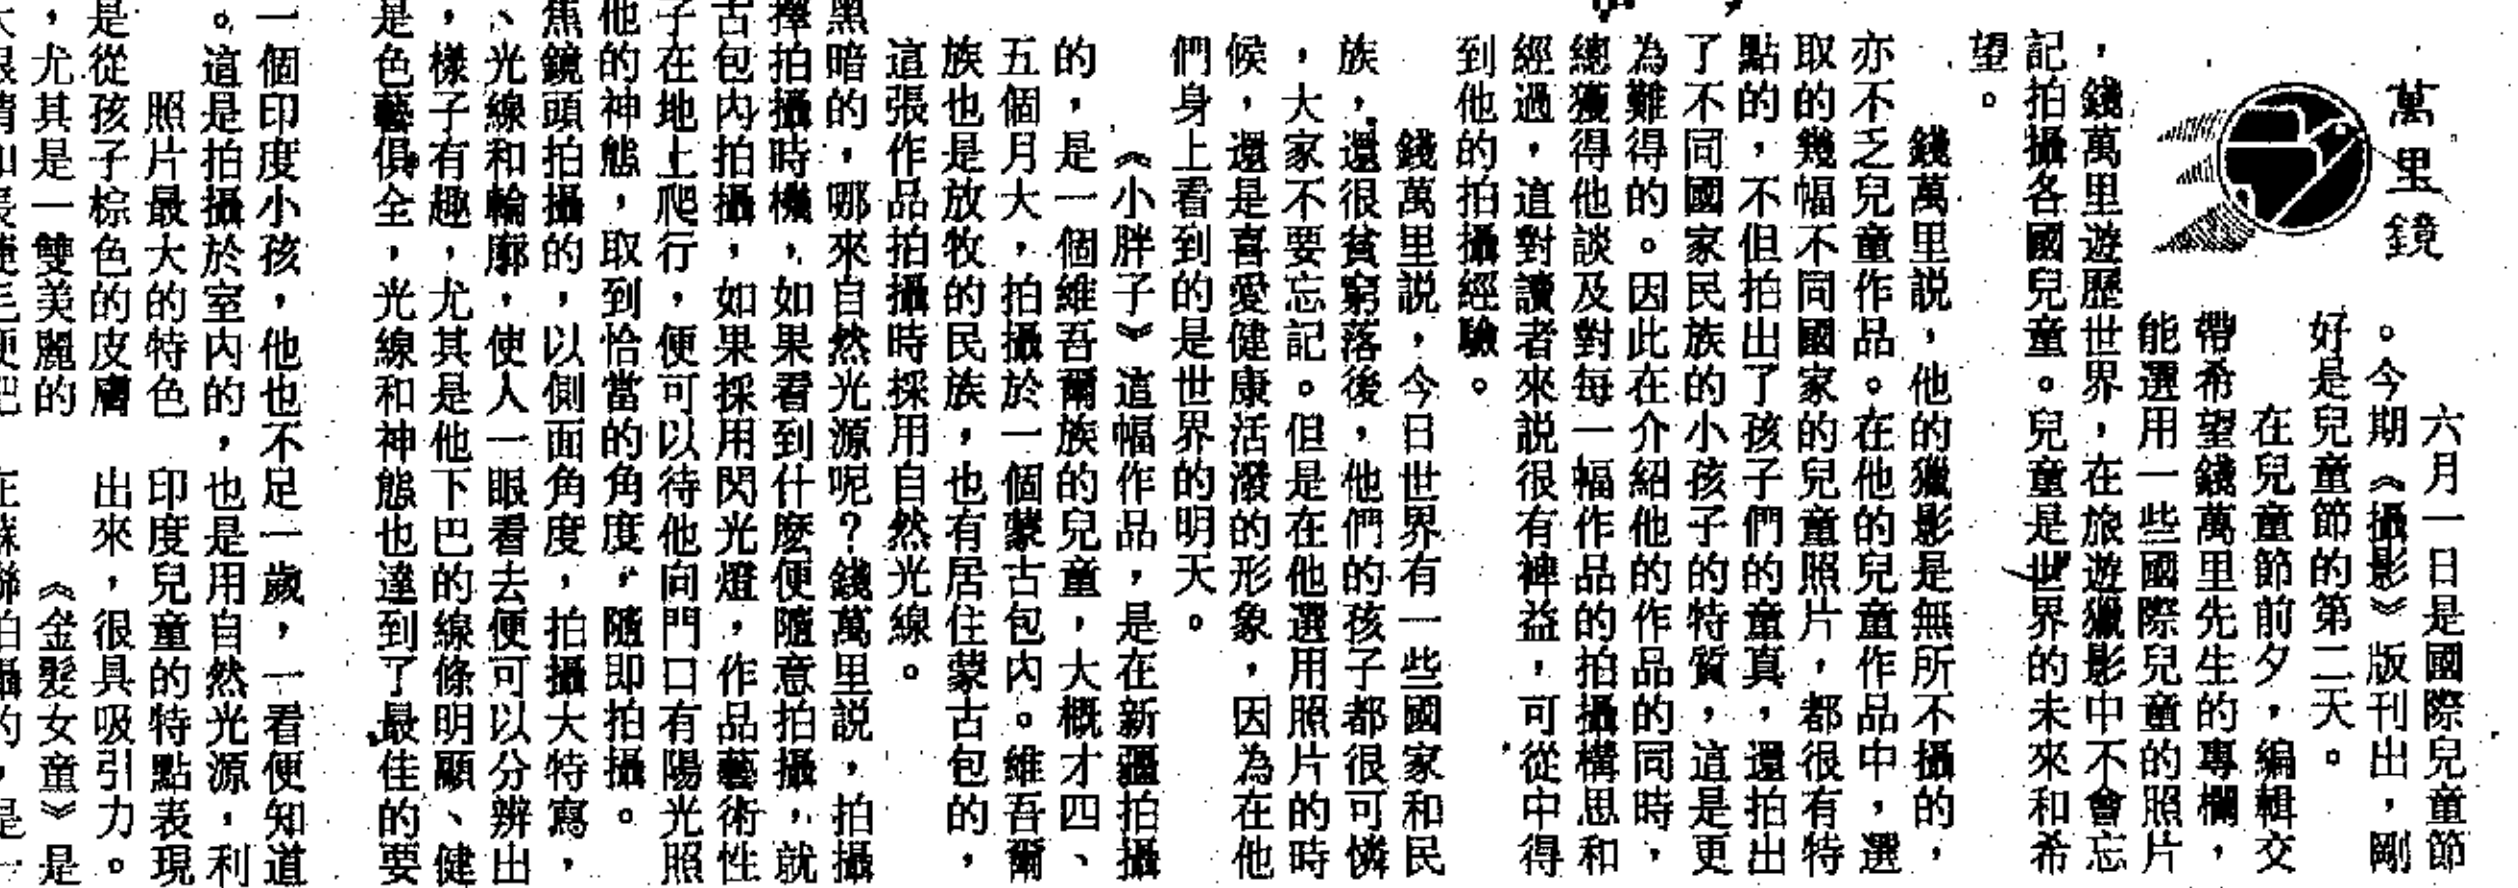 萬里鏡
六月一日是國際兒童節
。今期《攝影》版刊出，剛
好是兒童節的第二天。
在兒童節前夕，編輯交
帶希望錢萬里先生的專欄，
能選用一些國際兒童的照片
，錢萬里遊歷世界，在旅遊獵影中不會忘
記拍攝各國兒童。兒童是世界的未來和希
望。
錢萬里説，他的獵影是無所不攝的，
亦不乏兒童作品。在他的兒童作品中，選
取的幾幅不同國家的兒童照片，都很有特
點的，不但拍出了孩子們的童真，還拍出
了不同國家民族的小孩子的特質，這是更
為難得的。因此在介紹他的作品的同時，
總獲得他談及對每一幅作品的拍攝構思和
經過，這對讀者來説很有裨益，可從中得
到他的拍攝經驗。
錢萬里説，今日世界有一些國家和民
族，還很貧窮落後，他們的孩子都很可憐
，大家不要忘記。但是在他選用照片的時
候，還是喜愛健康活潑的形象，因為在他
們身上看到的是世界的明天。
《小胖子》這幅作品，是在新疆拍攝
的，是一個維吾爾族的兒童，大概才四、
五個月大，拍攝於一個蒙古包內。維吾爾
族也是放牧的民族，也有居住蒙古包的，
這張作品拍攝時採用自然光線。
黑暗的，哪來自然光源呢？錢萬里説，拍攝
擇拍攝時機，如果看到什麼便隨意拍攝，就
古包內拍攝，如果採用閃光燈，作品藝術性
子在地上爬行，便可以待他向門口有陽光照
他的神態，取到恰當的角度，隨即拍攝。
焦鏡頭拍攝的，以側面角度，拍攝大特寫，
、光線和輪廓，使人一眼看去便可以分辨出
，樣子有趣，尤其是他下巴的線條明顯、健
是色藝俱全，光線和神態也達到了最佳的要
一個印度小孩，他也不足一歲，一看便知道
。這是拍攝於室內的，也是用自然光源，利
照片最大的特色
印度兒童的特點表現
是從孩子棕色的皮膚
出來，很具吸引力。
，尤其是一雙美麗的
《金髮女童》是